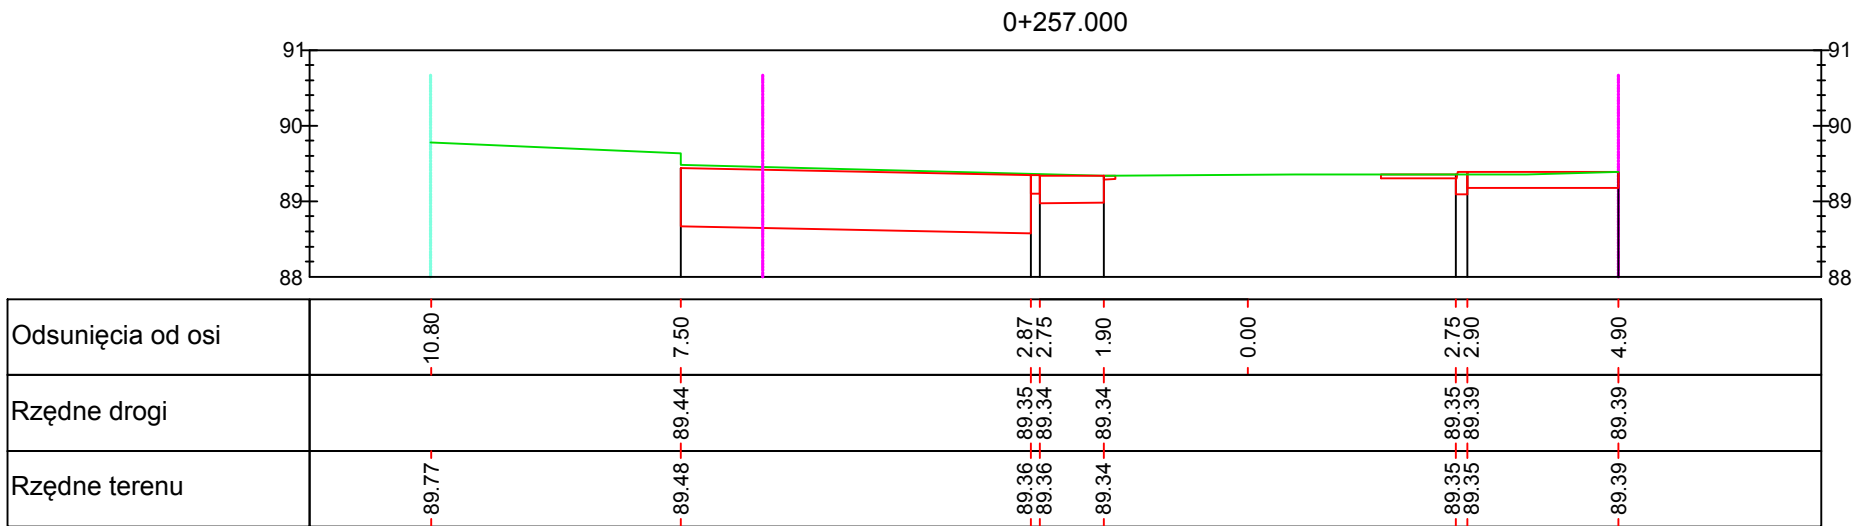 0+257.000
91 91
90 90
89 89
88 88
Odsunięcia od osi 10.80 7.50 2.87 2.75 1.90 0.00 2.75 2.90 4.90
Rzędne drogi 89.44 89.35 89.34 89.34 89.35 89.39 89.39
Rzędne terenu 89.77 89.48 89.36 89.36 89.34 89.35 89.35 89.39